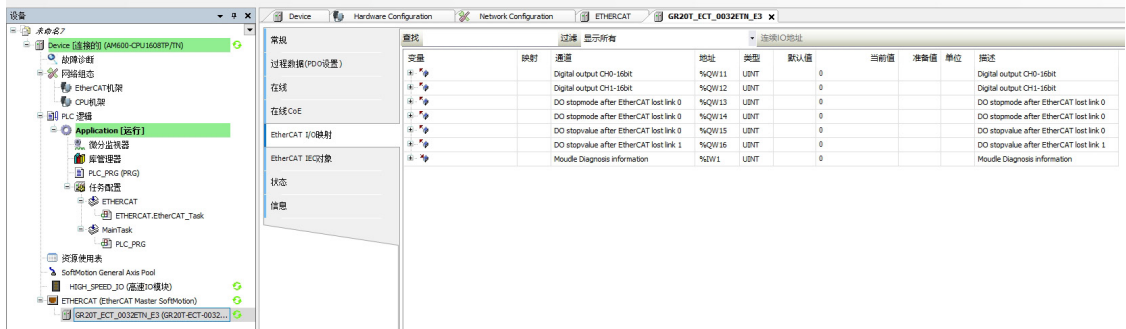 设备
未命名7
Device [连接的] (AM600-CPU1608TP/TN)
故障诊断
网络组态
EtherCAT机架
CPU机架
PLC 逻辑
Application [运行]
微分监视器
库管理器
PLC_PRG (PRG)
任务配置
ETHERCAT
ETHERCAT.EtherCAT_Task
MainTask
PLC_PRG
资源使用表
SoftMotion General Axis Pool
HIGH_SPEED_IO (高速IO模块)
ETHERCAT (EtherCAT Master SoftMotion)
GR20T_ECT_0032ETN_E3 (GR20T-ECT-0032...
Device Hardware Configuration Network Configuration ETHERCAT GR20T_ECT_0032ETN_E3
常规
过程数据(PDO设置)
在线
在线CoE
EtherCAT I/O映射
EtherCAT IEC对象
状态
信息
查找 过滤 显示所有 连续IO地址
变量 映射 通道 地址 类型 默认值 当前值 准备值 单位 描述
Digital output CH0-16bit %QW11 UINT 0 Digital output CH0-16bit
Digital output CH1-16bit %QW12 UINT 0 Digital output CH1-16bit
DO stopmode after EtherCAT lost link 0 %QW13 UINT 0 DO stopmode after EtherCAT lost link 0
DO stopmode after EtherCAT lost link 0 %QW14 UINT 0 DO stopmode after EtherCAT lost link 0
DO stopvalue after EtherCAT lost link 0 %QW15 UINT 0 DO stopvalue after EtherCAT lost link 0
DO stopvalue after EtherCAT lost link 1 %QW16 UINT 0 DO stopvalue after EtherCAT lost link 1
Moudle Diagnosis information %IW1 UINT 0 Moudle Diagnosis information